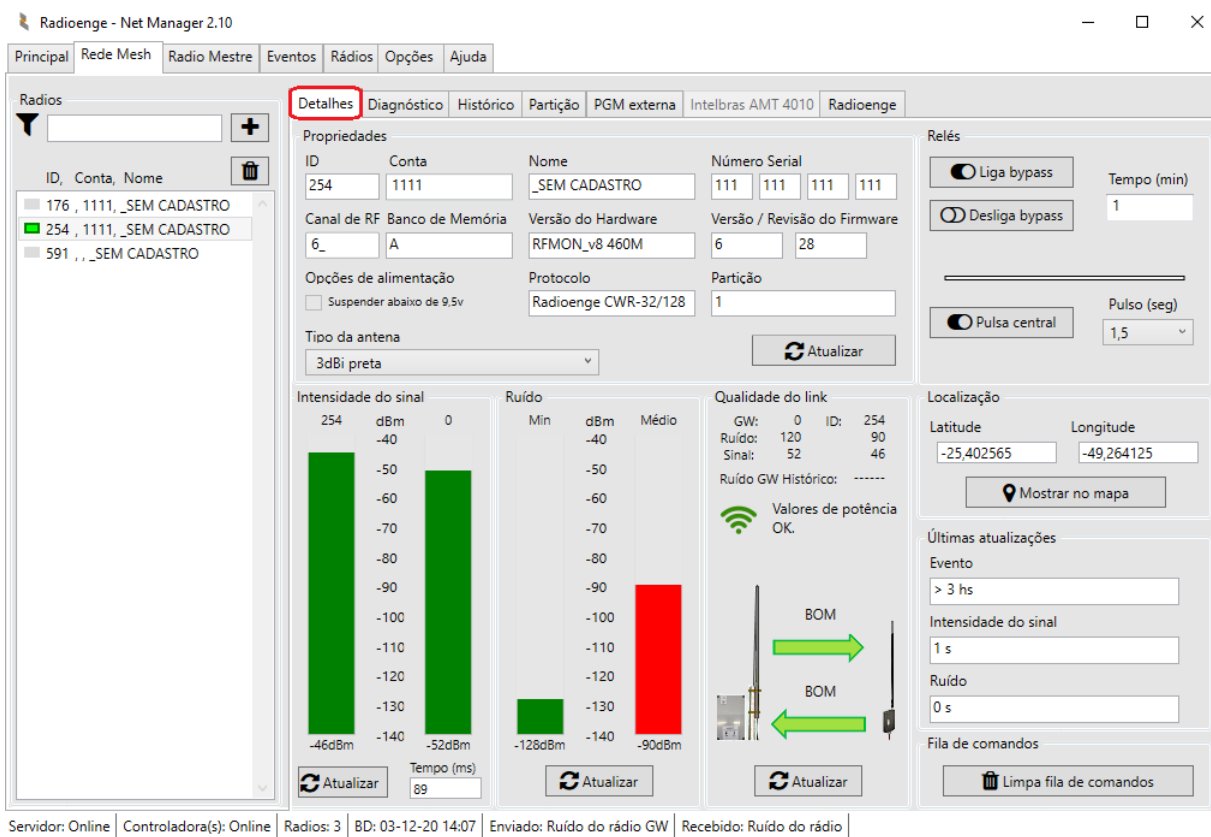 Radioenge - Net Manager 2.10
Principal Rede Mesh Radio Mestre Eventos Rádios Opções Ajuda
Radios
ID, Conta, Nome
176 , 1111, _SEM CADASTRO
254 , 1111, _SEM CADASTRO
591 , , _SEM CADASTRO
Detalhes Diagnóstico Histórico Partição PGM externa Intelbras AMT 4010 Radioenge
Propriedades
ID Conta Nome Número Serial
254 1111 _SEM CADASTRO 111 111 111 111
Canal de RF Banco de Memória Versão do Hardware Versão / Revisão do Firmware
6_ A RFMON_v8 460M 6 28
Opções de alimentação Protocolo Partição
Suspender abaixo de 9,5v Radioenge CWR-32/128 1
Tipo da antena
3dBi preta
Atualizar
Relés
Liga bypass Tempo (min)
Desliga bypass 1
Pulso (seg)
Pulsa central 1,5
Intensidade do sinal
254 dBm 0
-40
-50
-60
-70
-80
-90
-100
-110
-120
-130
-140
-46dBm -52dBm
Tempo (ms)
Atualizar 89
Ruído
Min dBm Médio
-40
-50
-60
-70
-80
-90
-100
-110
-120
-130
-140
-128dBm -90dBm
Atualizar
Qualidade do link
GW: 0 ID: 254
Ruído: 120 90
Sinal: 52 46
Ruído GW Histórico: ------
Valores de potência
OK.
BOM
BOM
Atualizar
Localização
Latitude Longitude
-25,402565 -49,264125
Mostrar no mapa
Últimas atualizações
Evento
> 3 hs
Intensidade do sinal
1 s
Ruído
0 s
Fila de comandos
Limpa fila de comandos
Servidor: Online Controladora(s): Online Radios: 3 BD: 03-12-20 14:07 Enviado: Ruído do rádio GW Recebido: Ruído do rádio